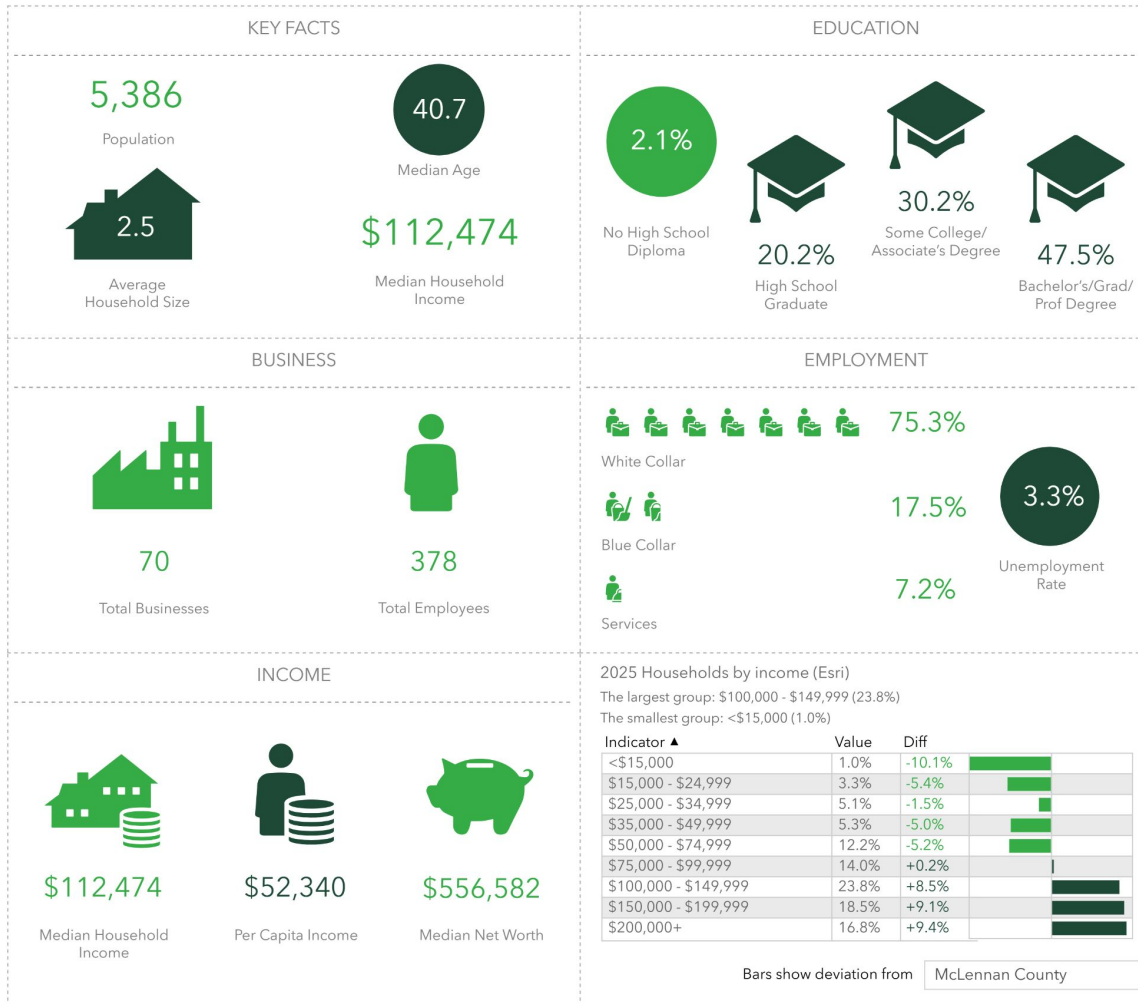 KEY FACTS
5,386
Population
40.7
Median Age
2.5
Average
Household Size
$112,474
Median Household
Income
EDUCATION
2.1%
No High School
Diploma
20.2%
High School
Graduate
30.2%
Some College/
Associate's Degree
47.5%
Bachelor's/Grad/
Prof Degree
BUSINESS
70
Total Businesses
378
Total Employees
EMPLOYMENT
75.3%
White Collar
17.5%
Blue Collar
7.2%
Services
3.3%
Unemployment
Rate
INCOME
$112,474
Median Household
Income
$52,340
Per Capita Income
$556,582
Median Net Worth
2025 Households by income (Esri)
The largest group: $100,000 - $149,999 (23.8%)
The smallest group: <$15,000 (1.0%)
Indicator ▲ Value Diff
<$15,000 1.0% -10.1%
$15,000 - $24,999 3.3% -5.4%
$25,000 - $34,999 5.1% -1.5%
$35,000 - $49,999 5.3% -5.0%
$50,000 - $74,999 12.2% -5.2%
$75,000 - $99,999 14.0% +0.2%
$100,000 - $149,999 23.8% +8.5%
$150,000 - $199,999 18.5% +9.1%
$200,000+ 16.8% +9.4%
Bars show deviation from McLennan County